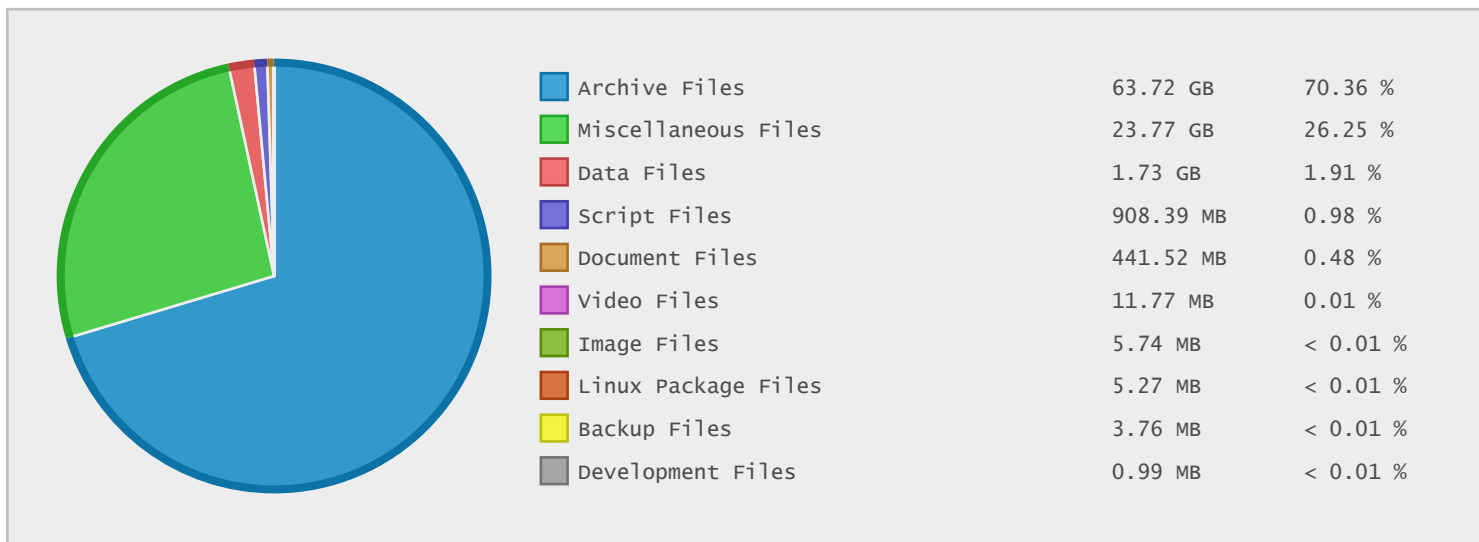 Archive Files 63.72 GB 70.36 %
Miscellaneous Files 23.77 GB 26.25 %
Data Files 1.73 GB 1.91 %
Script Files 908.39 MB 0.98 %
Document Files 441.52 MB 0.48 %
Video Files 11.77 MB 0.01 %
Image Files 5.74 MB < 0.01 %
Linux Package Files 5.27 MB < 0.01 %
Backup Files 3.76 MB < 0.01 %
Development Files 0.99 MB < 0.01 %